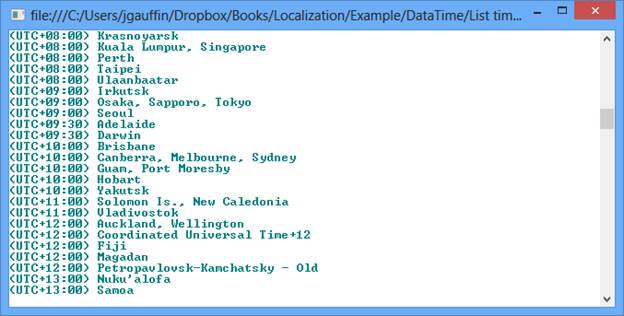 file:///C:/Users/jgauffin/Dropbox/Books/Localization/Example/DataTime/List tim...
(UTC+08:00) Krasnoyarsk
(UTC+08:00) Kuala Lumpur, Singapore
(UTC+08:00) Perth
(UTC+08:00) Taipei
(UTC+08:00) Ulaanbaatar
(UTC+09:00) Irkutsk
(UTC+09:00) Osaka, Sapporo, Tokyo
(UTC+09:00) Seoul
(UTC+09:30) Adelaide
(UTC+09:30) Darwin
(UTC+10:00) Brisbane
(UTC+10:00) Canberra, Melbourne, Sydney
(UTC+10:00) Guam, Port Moresby
(UTC+10:00) Hobart
(UTC+10:00) Yakutsk
(UTC+11:00) Solomon Is., New Caledonia
(UTC+11:00) Vladivostok
(UTC+12:00) Auckland, Wellington
(UTC+12:00) Coordinated Universal Time+12
(UTC+12:00) Fiji
(UTC+12:00) Magadan
(UTC+12:00) Petropavlovsk-Kamchatsky - Old
(UTC+13:00) Nuku'alofa
(UTC+13:00) Samoa